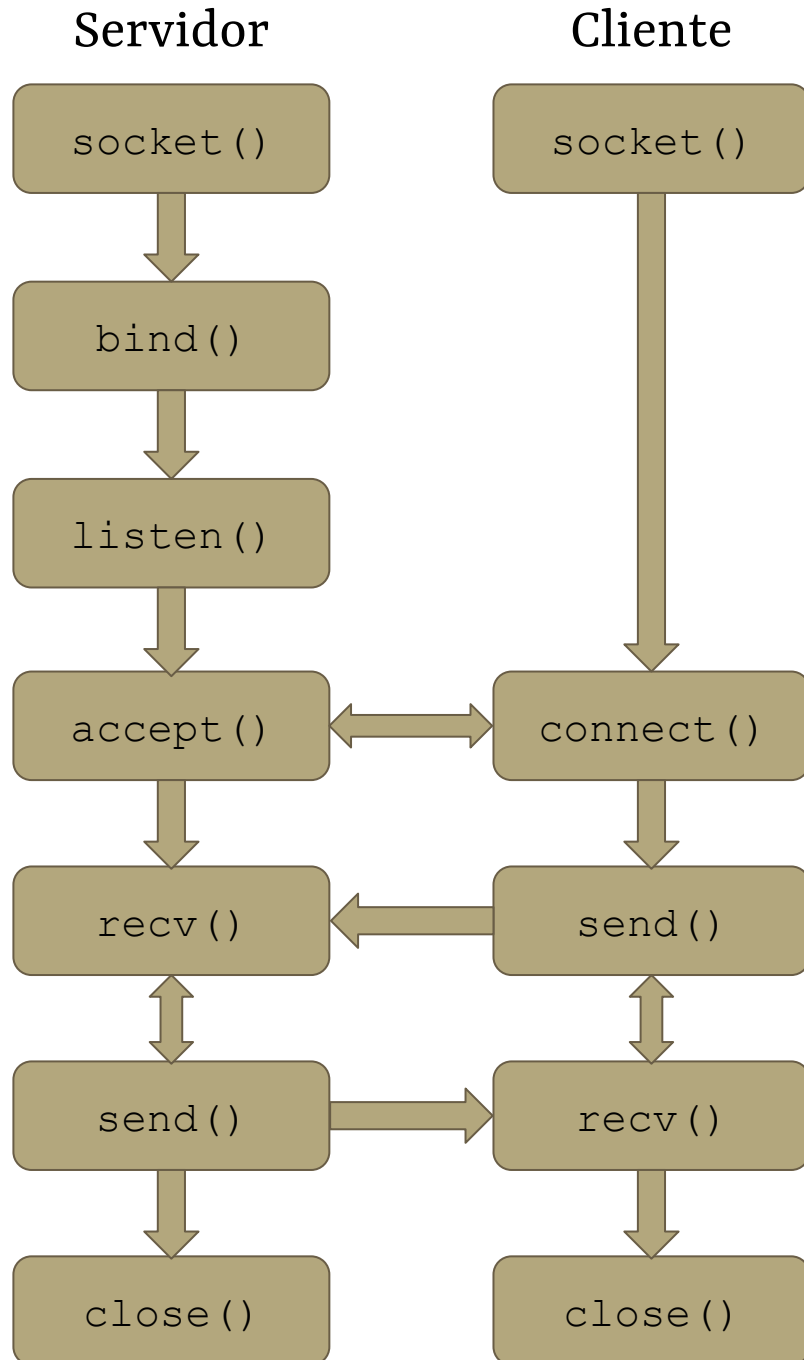 Servidor
Cliente
socket()
socket()
bind()
listen()
accept()
connect()
recv()
send()
send()
recv()
close()
close()